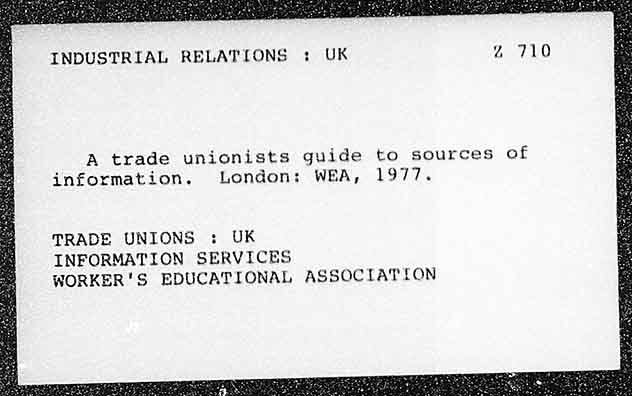 INDUSTRIAL RELATIONS : UK Z 710
A trade unionists guide to sources of
information. London: WEA, 1977.
TRADE UNIONS : UK
INFORMATION SERVICES
WORKER'S EDUCATIONAL ASSOCIATION